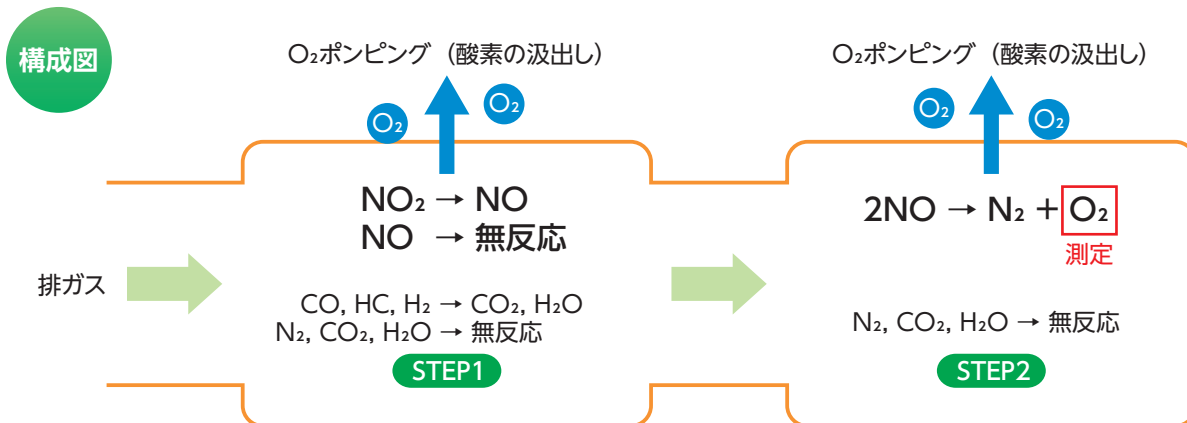 構成図
O₂ポンピング（酸素の汲出し）
O₂
O₂
NO₂ → NO
NO → 無反応
排ガス
CO, HC, H₂ → CO₂, H₂O
N₂, CO₂, H₂O → 無反応
STEP1
O₂ポンピング（酸素の汲出し）
O₂
O₂
2NO → N₂ + O₂
測定
N₂, CO₂, H₂O → 無反応
STEP2